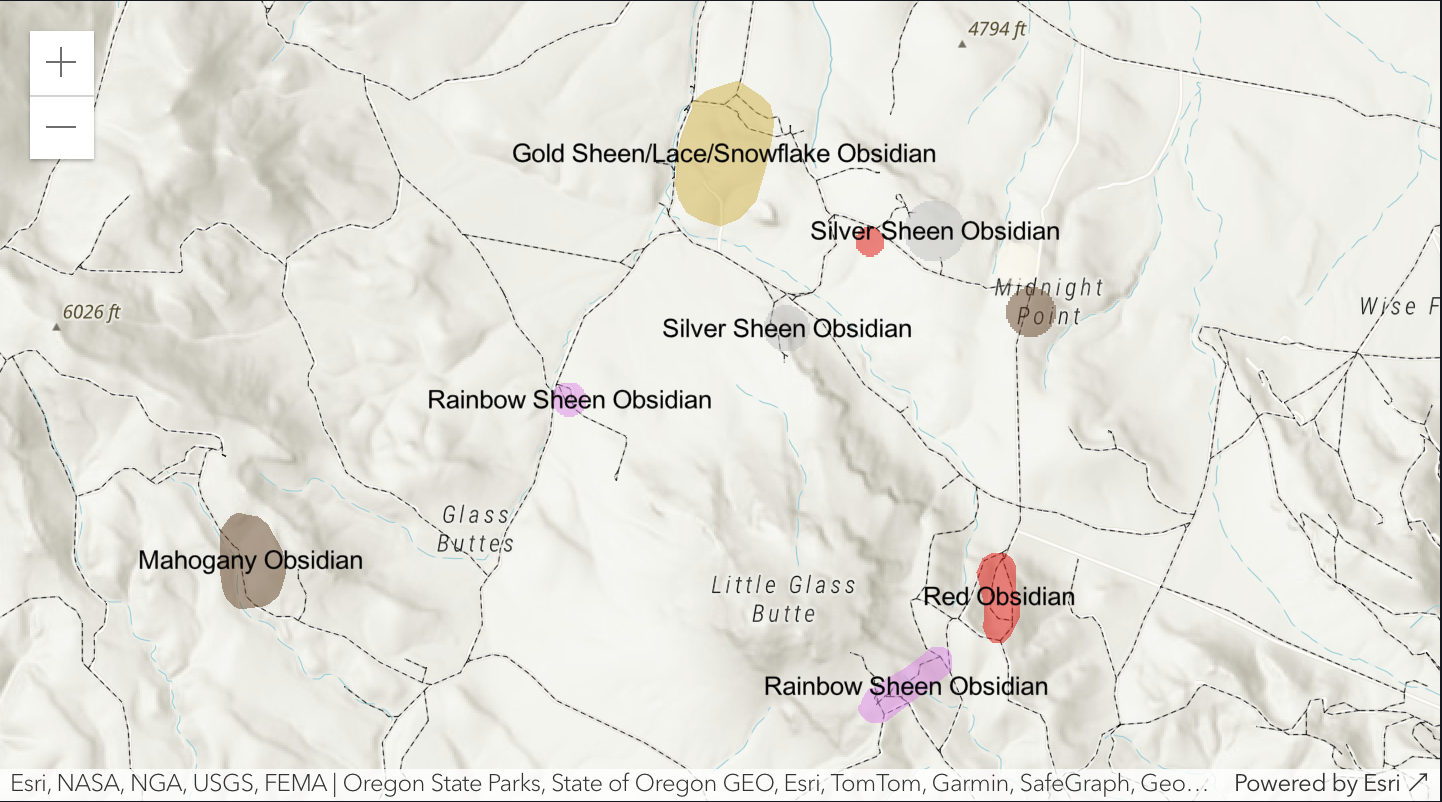 4794 ft
Gold Sheen/Lace/Snowflake Obsidian
Silver Sheen Obsidian
Midnight
Point
6026 ft
Wise F
Silver Sheen Obsidian
Rainbow Sheen Obsidian
Glass
Buttes
Mahogany Obsidian
Little Glass
Butte
Red Obsidian
Rainbow Sheen Obsidian
Esri, NASA, NGA, USGS, FEMA | Oregon State Parks, State of Oregon GEO, Esri, TomTom, Garmin, SafeGraph, Geo... Powered by Esri